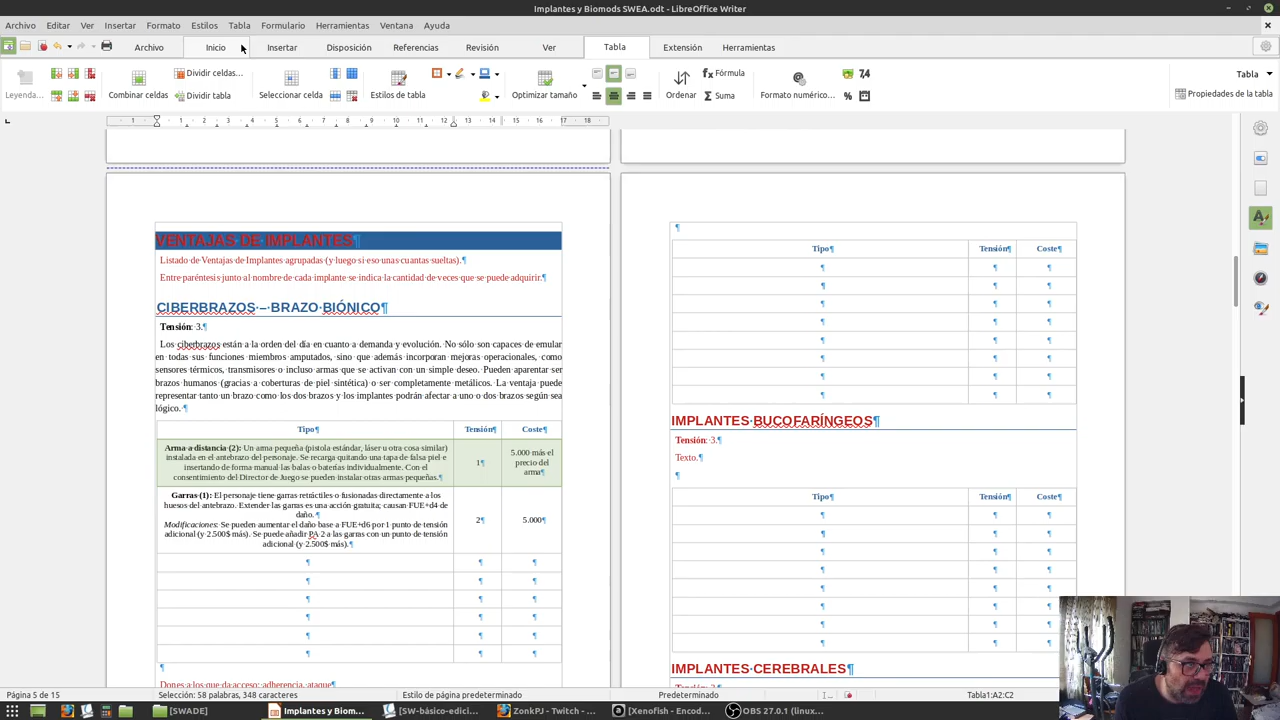 Implantes y Biomods SWEA.odt - LibreOffice Writer
Archivo Editar Ver Insertar Formato Estilos Tabla Formulario Herramientas Ventana Ayuda
Archivo Inicio Insertar Disposición Referencias Revisión Ver Tabla Extensión Herramientas
Leyenda... Combinar celdas Dividir celdas... Dividir tabla Seleccionar celda Estilos de tabla Optimizar tamaño Ordenar Fórmula Suma Formato numérico... Tabla Propiedades de la tabla
VENTAJAS DE IMPLANTES¶
Listado de Ventajas de Implantes agrupadas (y luego si eso unas cuantas sueltas).¶
Entre paréntesis junto al nombre de cada implante se indica la cantidad de veces que se puede adquirir.¶
CIBERBRAZOS – BRAZO BIÓNICO¶
Tensión: 3.¶
Los ciberbrazos están a la orden del día en cuanto a demanda y evolución. No sólo son capaces de emular
en todas sus funciones miembros amputados, sino que además incorporan mejoras operacionales, como
sensores térmicos, transmisores o incluso armas que se activan con un simple deseo. Pueden aparentar ser
brazos humanos (gracias a coberturas de piel sintética) o ser completamente metálicos. La ventaja puede
representar tanto un brazo como los dos brazos y los implantes podrán afectar a uno o dos brazos según sea
lógico. ¶
Tipo¶ Tensión¶ Coste¶
Arma a distancia (2): Un arma pequeña (pistola estándar, láser u otra cosa similar)
instalada en el antebrazo del personaje. Se recarga quitando una tapa de falsa piel e
insertando de forma manual las balas o baterías individualmente. Con el
consentimiento del Director de Juego se pueden instalar otras armas pequeñas.¶
1¶
5.000 más el
precio del
arma¶
Garras (1): El personaje tiene garras retráctiles o fusionadas directamente a los
huesos del antebrazo. Extender las garras es una acción gratuita; causan FUE+d4 de
daño. ¶
Modificaciones: Se pueden aumentar el daño base a FUE+d6 por 1 punto de tensión
adicional (y 2.500$ más). Se puede añadir PA 2 a las garras con un punto de tensión
adicional (y 2.500$ más).¶
2¶
5.000¶
Dones a los que da acceso: adherencia, ataque
Tipo¶ Tensión¶ Coste¶
IMPLANTES BUCOFARÍNGEOS¶
Tensión: 3.¶
Texto.¶
Tipo¶ Tensión¶ Coste¶
IMPLANTES CEREBRALES¶
Página 5 de 15 Selección: 58 palabras, 348 caracteres Estilo de página predeterminado Predeterminado Tabla1:A2:C2
[SWADE] Implantes y Biom... [SW-básico-edici... ZonkPJ - Twitch - ... [Xenofish - Encod... OBS 27.0.1 (mixpus...